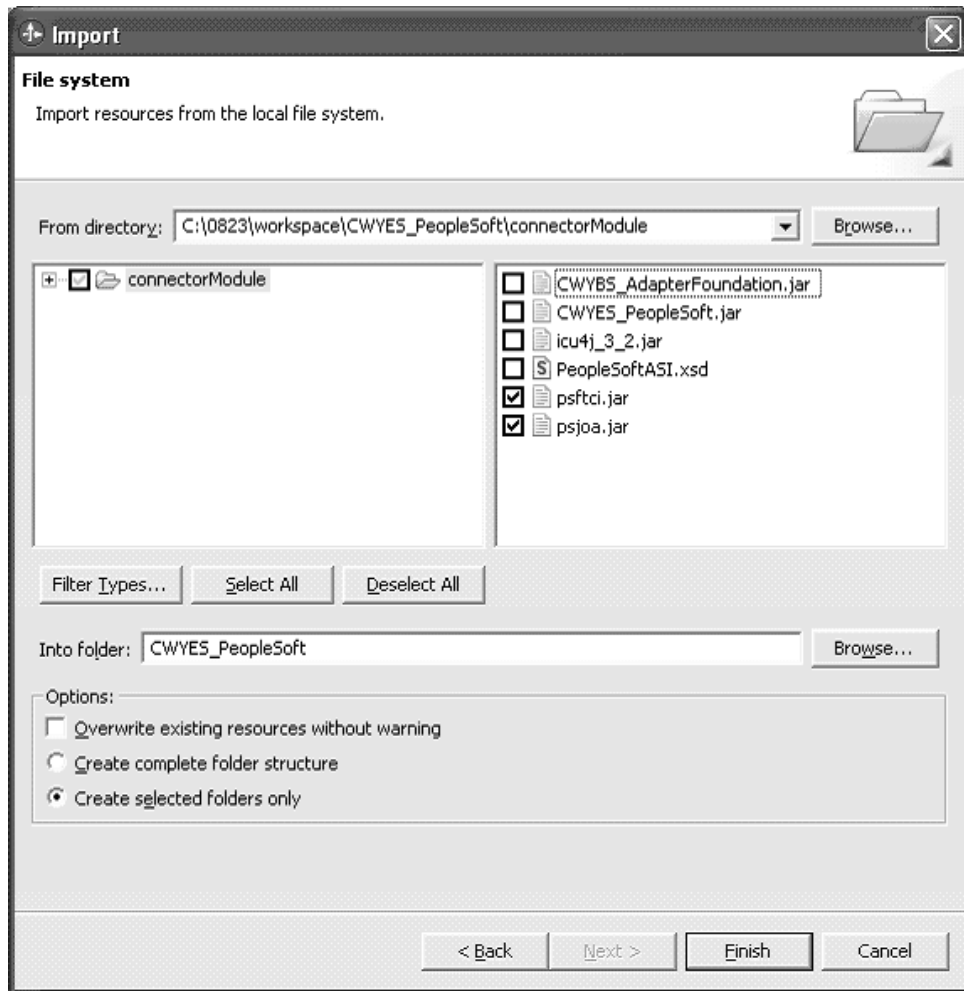 Import
File system
Import resources from the local file system.
From directory: C:\0823\workspace\CWYES_PeopleSoft\connectorModule Browse...
connectorModule
CWYBS_AdapterFoundation.jar
CWYES_PeopleSoft.jar
icu4j_3_2.jar
PeopleSoftASI.xsd
psftci.jar
psjoa.jar
Filter Types... Select All Deselect All
Into folder: CWYES_PeopleSoft Browse...
Options:
Overwrite existing resources without warning
Create complete folder structure
Create selected folders only
< Back Next > Finish Cancel